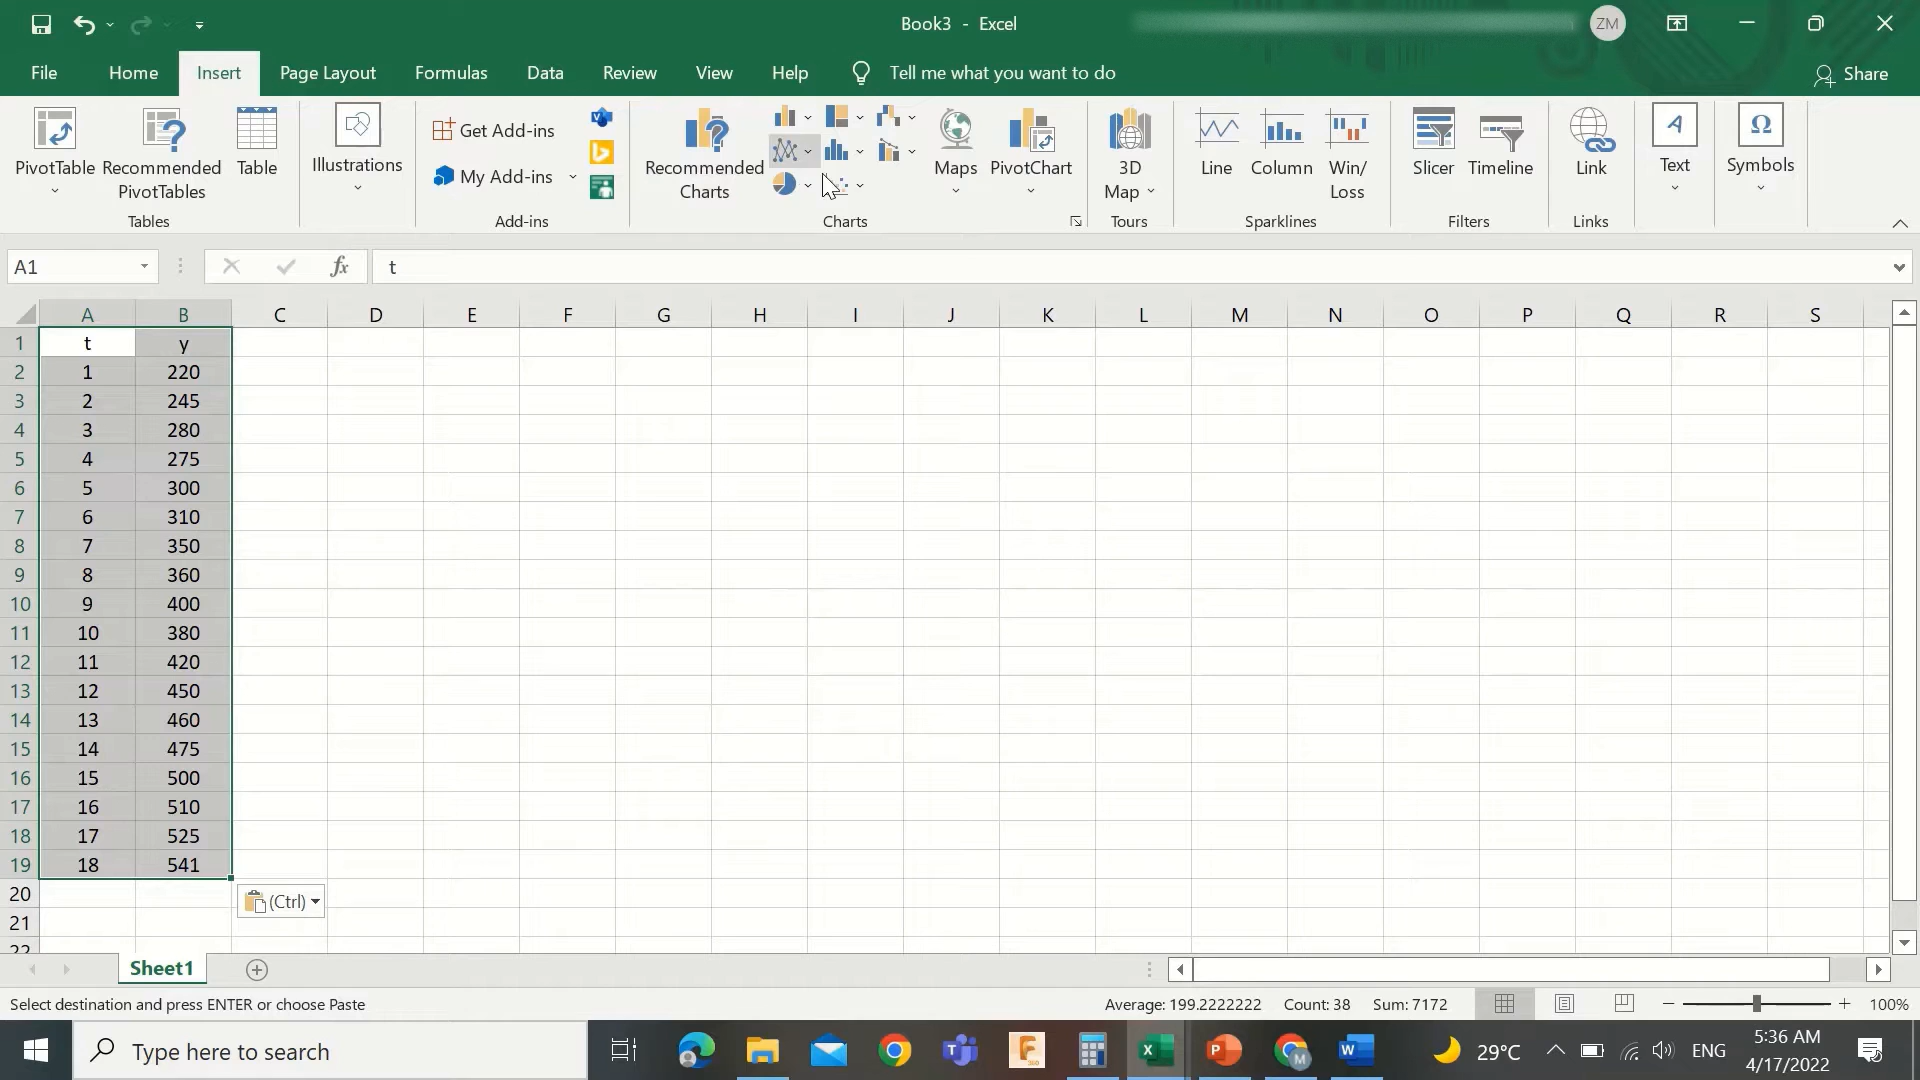 Book3 - Excel
ZM
File Home Insert Page Layout Formulas Data Review View Help Tell me what you want to do Share
PivotTable
Recommended
PivotTables
Table
Tables
Illustrations
Get Add-ins
My Add-ins
Add-ins
Recommended
Charts
Maps
PivotChart
Charts
3D
Map
Tours
Line
Column
Win/
Loss
Sparklines
Slicer
Timeline
Filters
Link
Links
Text
Symbols
A1 fx t
A B C D E F G H I J K L M N O P Q R S
1 t y
2 1 220
3 2 245
4 3 280
5 4 275
6 5 300
7 6 310
8 7 350
9 8 360
10 9 400
11 10 380
12 11 420
13 12 450
14 13 460
15 14 475
16 15 500
17 16 510
18 17 525
19 18 541
20 (Ctrl)
21
22
Sheet1
Select destination and press ENTER or choose Paste Average: 199.2222222 Count: 38 Sum: 7172 100%
Type here to search 29°C ENG 5:36 AM
4/17/2022